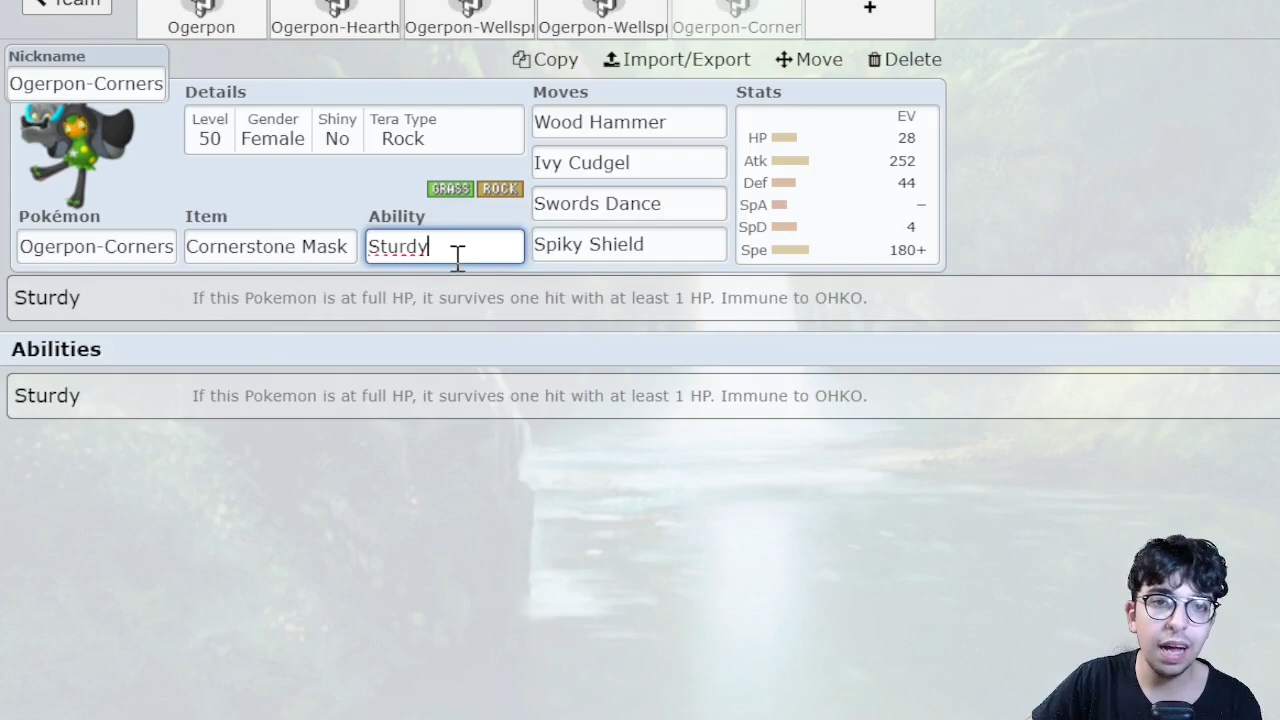 Team
Ogerpon
Ogerpon-Hearth
Ogerpon-Wellspr
Ogerpon-Wellspr
Ogerpon-Corner
+
Nickname
Ogerpon-Corners
Copy
Import/Export
Move
Delete
Details
Level
50
Gender
Female
Shiny
No
Tera Type
Rock
GRASS ROCK
Pokémon
Ogerpon-Corners
Item
Cornerstone Mask
Ability
Sturdy
Moves
Wood Hammer
Ivy Cudgel
Swords Dance
Spiky Shield
Stats
EV
HP 28
Atk 252
Def 44
SpA –
SpD 4
Spe 180+
Sturdy If this Pokemon is at full HP, it survives one hit with at least 1 HP. Immune to OHKO.
Abilities
Sturdy If this Pokemon is at full HP, it survives one hit with at least 1 HP. Immune to OHKO.